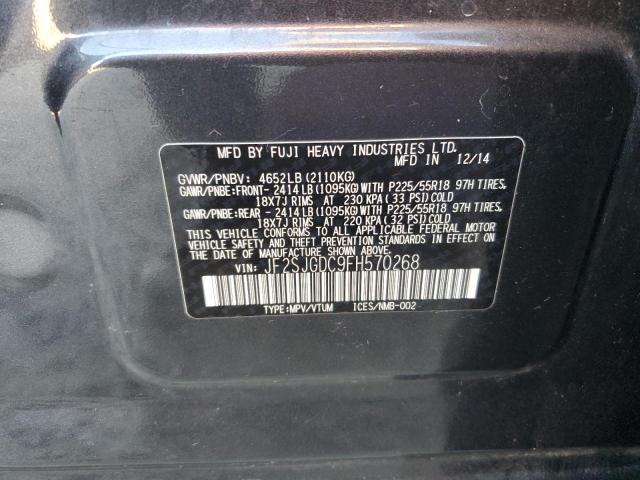 MFD BY FUJI HEAVY INDUSTRIES LTD.
MFD IN 12/14
GVWR/PNBV: 4652LB (2110KG)
GAWR/PNBE:FRONT- 2414 LB (1095KG) WITH P225/55R18 97H TIRES,
18X7J RIMS AT 230 KPA (33 PSI) COLD
GAWR/PNBE:REAR - 2414 LB (1095KG) WITH P225/55R18 97H TIRES,
18X7J RIMS AT 220 KPA (32 PSI) COLD
THIS VEHICLE CONFORMS TO ALL APPLICABLE FEDERAL MOTOR
VEHICLE SAFETY AND THEFT PREVENTION STANDARDS IN EFFECT
ON THE DATE OF MANUFACTURE SHOWN ABOVE.
VIN: JF2SJGDC9FH570268
TYPE:MPV/VTUM ICES/NMB-002